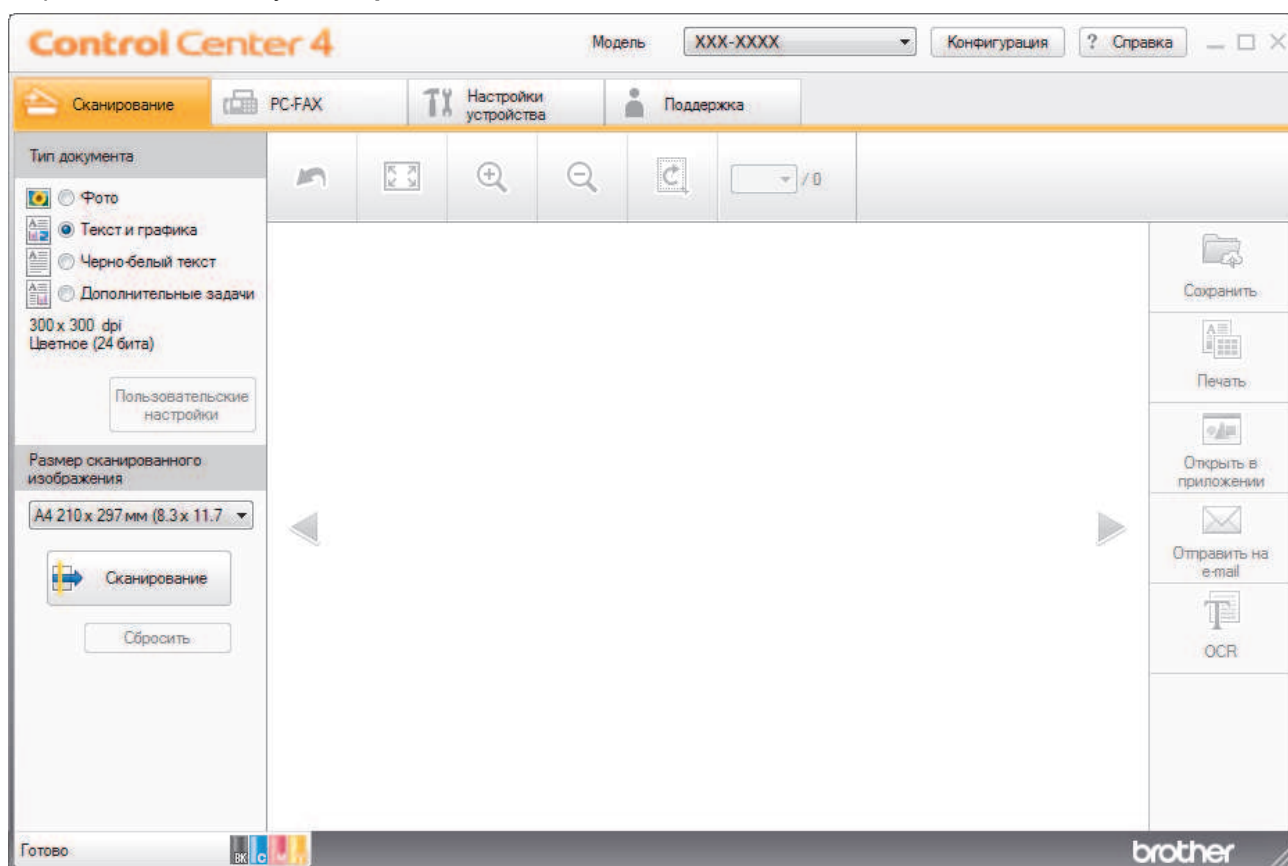 Control Center 4
Модель
XXX-XXXX
Конфигурация
? Справка
Сканирование
PC-FAX
Настройки
устройства
Поддержка
Тип документа
/ 0
Фото
Текст и графика
Черно-белый текст
Дополнительные задачи
300 x 300 dpi
Цветное (24 бита)
Пользовательские
настройки
Размер сканированного
изображения
A4 210 x 297 мм (8.3 x 11.7
Сканирование
Сбросить
Сохранить
Печать
Открыть в
приложении
Отправить на
e-mail
OCR
Готово
BK
C
brother